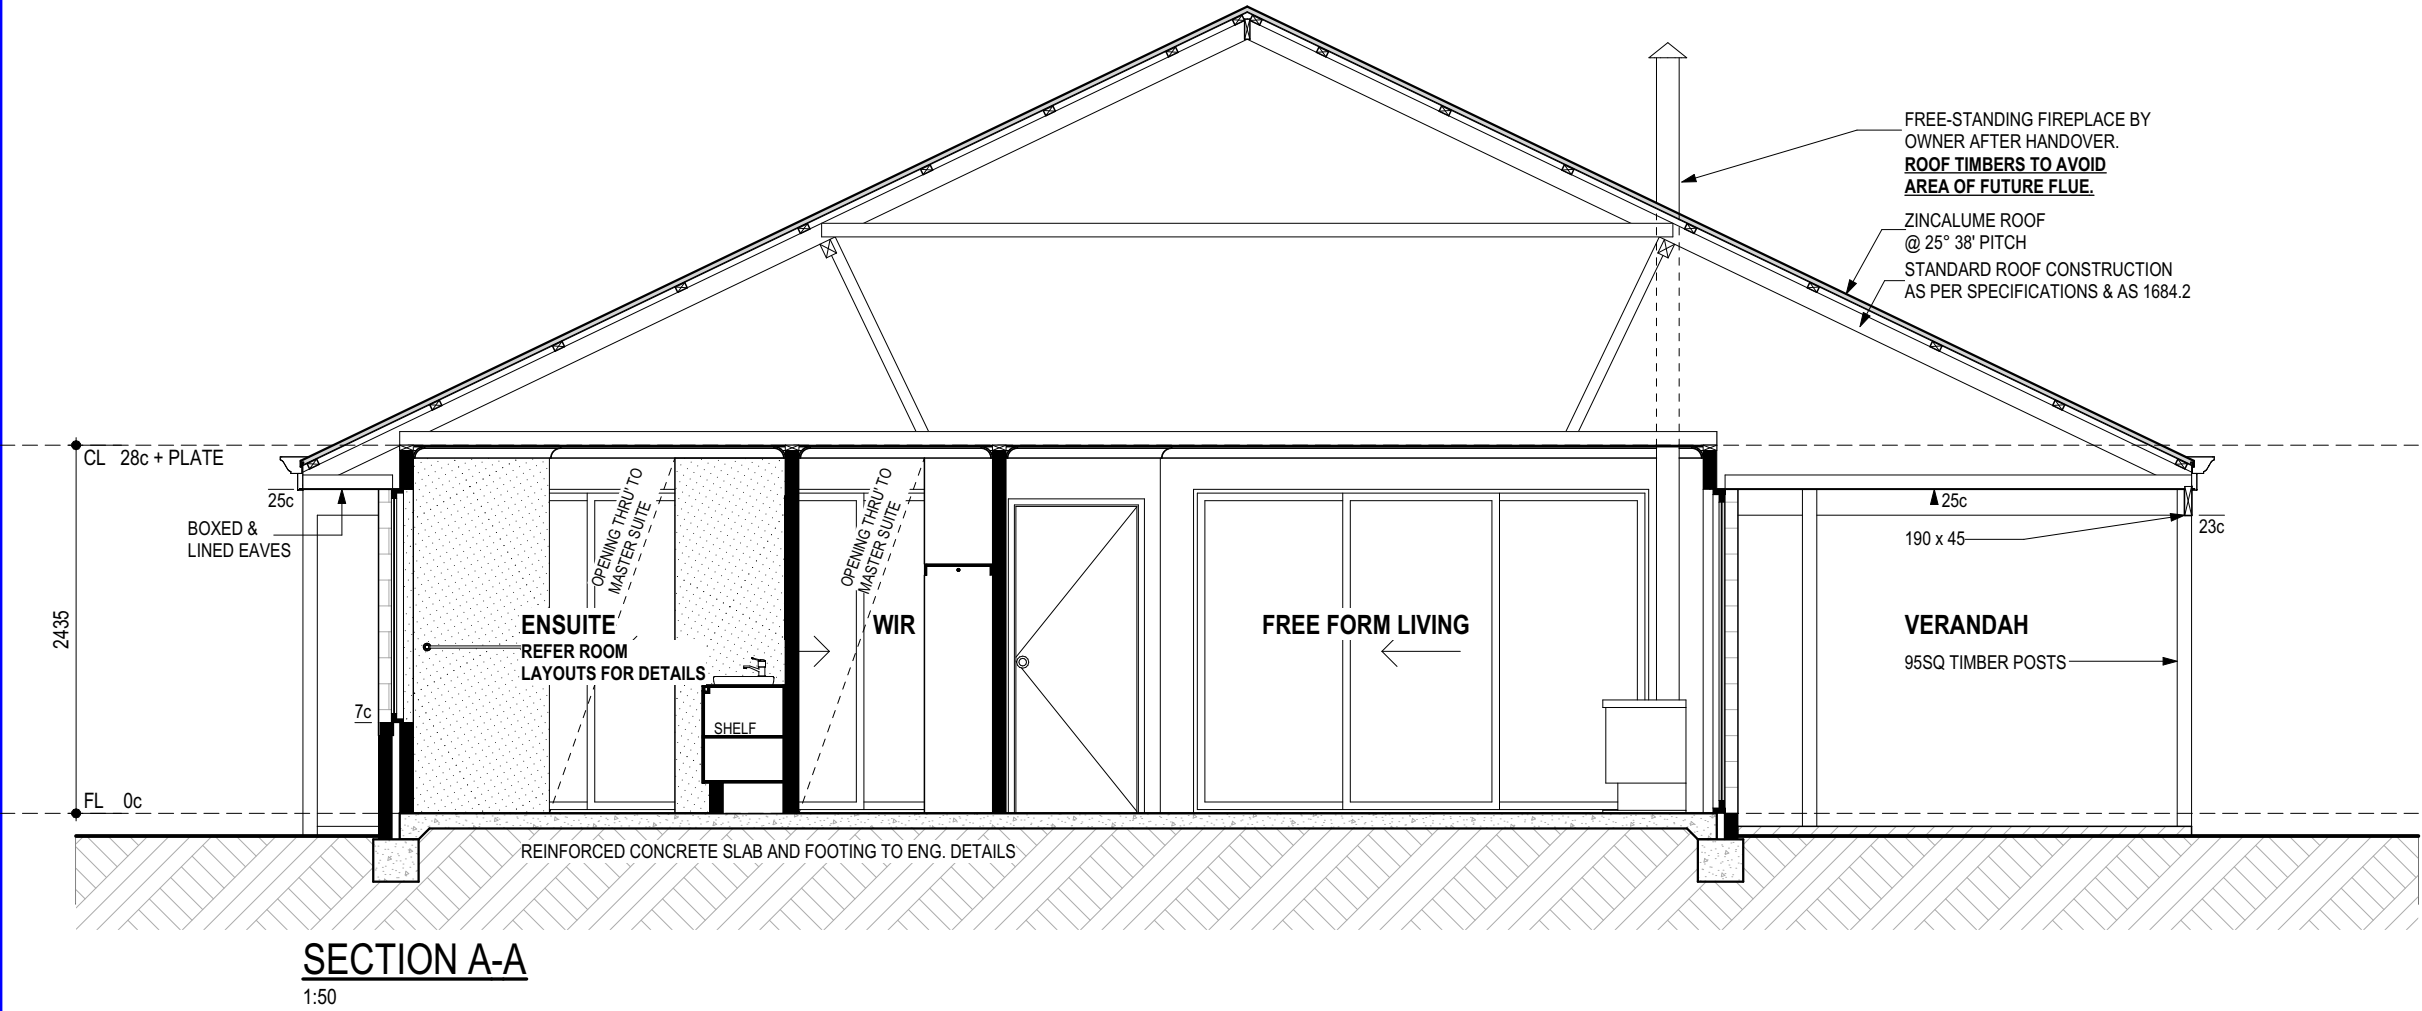 FREE-STANDING FIREPLACE BY
OWNER AFTER HANDOVER.
ROOF TIMBERS TO AVOID
AREA OF FUTURE FLUE.
ZINCALUME ROOF
@ 25° 38' PITCH
STANDARD ROOF CONSTRUCTION
AS PER SPECIFICATIONS & AS 1684.2
CL 28c + PLATE
25c
BOXED &
LINED EAVES
2435
7c
FL 0c
OPENING THRU' TO
MASTER SUITE
ENSUITE
REFER ROOM
LAYOUTS FOR DETAILS
SHELF
OPENING THRU' TO
MASTER SUITE
WIR
FREE FORM LIVING
25c
190 x 45
23c
VERANDAH
95SQ TIMBER POSTS
REINFORCED CONCRETE SLAB AND FOOTING TO ENG. DETAILS
SECTION A-A
1:50